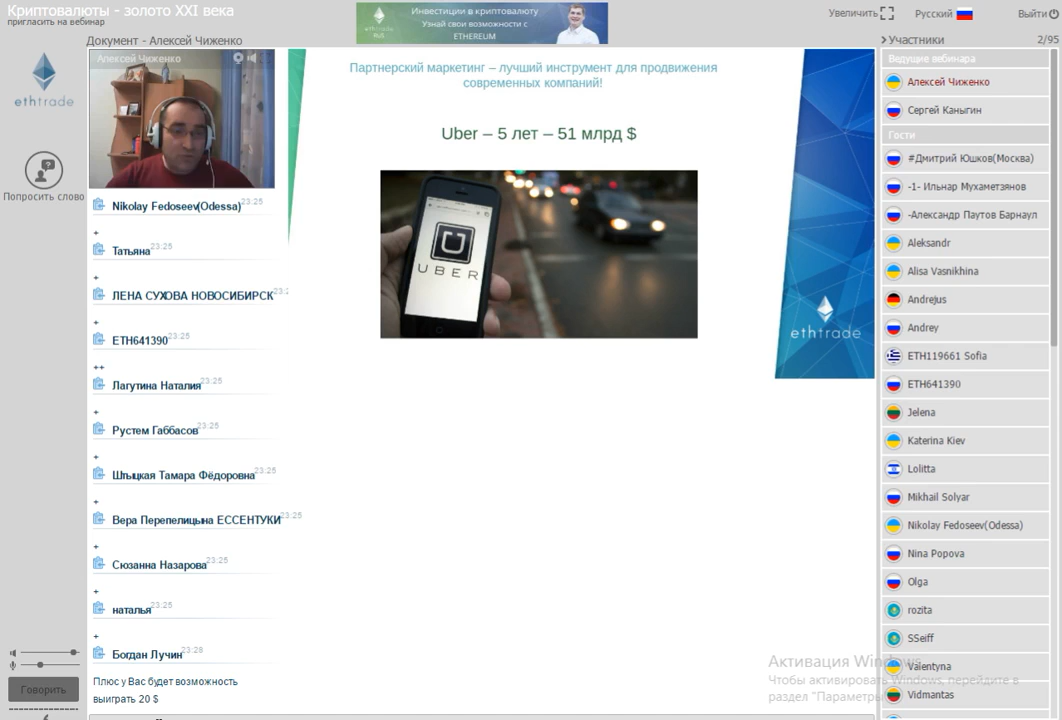 Криптовалюты - золото XXI века
пригласить на вебинар
Инвестиции в криптовалюту
Узнай свои возможности с
ETHEREUM
Увеличить
Русский
Выйти
Документ - Алексей Чиженко
Участники
2/95
ethtrade
Попросить слово
Говорить
Алексей Чиженко
Nikolay Fedoseev(Odessa) 23:25
+
Татьяна 23:25
+
ЛЕНА СУХОВА НОВОСИБИРСК
+
ETH641390 23:25
++
Лагутина Наталия 23:25
+
Рустем Габбасов 23:25
+
Штыцкая Тамара Фёдоровна 23:25
+
Вера Перепелицына ЕССЕНТУКИ 23:25
+
Сюзанна Назарова 23:25
+
наталья 23:25
+
Богдан Лучин 23:28
Плюс у Вас будет возможность
выиграть 20 $
Партнерский маркетинг – лучший инструмент для продвижения
современных компаний!
Uber – 5 лет – 51 млрд $
UBER
ethtrade
Ведущие вебинара
Алексей Чиженко
Сергей Каныгин
Гости
#Дмитрий Юшков(Москва)
-1- Ильнар Мухаметзянов
-Александр Паутов Барнаул
Aleksandr
Alisa Vasnikhina
Andrejus
Andrey
ETH119661 Sofia
ETH641390
Jelena
Katerina Kiev
Lolitta
Mikhail Solyar
Nikolay Fedoseev(Odessa)
Nina Popova
Olga
rozita
SSeiff
Valentyna
Vidmantas
Активация Windows
Чтобы активировать Windows, перейдите в
раздел "Параметры